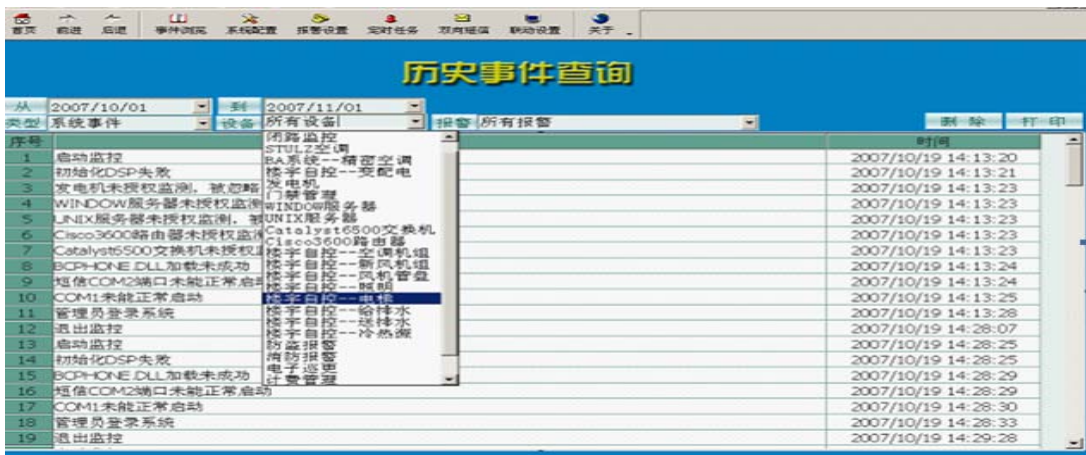 首页 前进 后退 事件浏览 系统配置 报警设置 定时任务 双向短信 联动设置 关于
历史事件查询
从 2007/10/01 到 2007/11/01
类型 系统事件 设备 所有设备 报警 所有报警 删除 打印
序号 时间
1 启动监控 2007/10/19 14:13:20
2 初始化DSP失败 2007/10/19 14:13:21
3 发电机未授权监测，被忽略 2007/10/19 14:13:23
4 WINDOW服务器未授权监测 2007/10/19 14:13:23
5 UNIX服务器未授权监测，被 2007/10/19 14:13:23
6 Cisco3600路由器未授权监测 2007/10/19 14:13:23
7 Catalyst6500交换机未授权 2007/10/19 14:13:23
8 BCPHONE.DLL加载未成功 2007/10/19 14:13:24
9 短信COM2端口未能正常启 2007/10/19 14:13:24
10 COM1未能正常启动 2007/10/19 14:13:25
11 管理员登录系统 2007/10/19 14:13:28
12 退出监控 2007/10/19 14:28:07
13 启动监控 2007/10/19 14:28:25
14 初始化DSP失败 2007/10/19 14:28:25
15 BCPHONE.DLL加载未成功 2007/10/19 14:28:29
16 短信COM2端口未能正常启动 2007/10/19 14:28:29
17 COM1未能正常启动 2007/10/19 14:28:30
18 管理员登录系统 2007/10/19 14:28:33
19 退出监控 2007/10/19 14:29:28
闭路监控
STULZ空调
BA系统--精密空调
楼宇自控--变配电
发电机
门禁管理
WINDOW服务器
UNIX服务器
Catalyst6500交换机
Cisco3600路由器
楼宇自控--空调机组
楼宇自控--新风机组
楼宇自控--风机管盘
楼宇自控--照明
楼宇自控--电梯
楼宇自控--给排水
楼宇自控--送排水
楼宇自控--冷热源
防盗报警
消防报警
电子巡更
计费管理